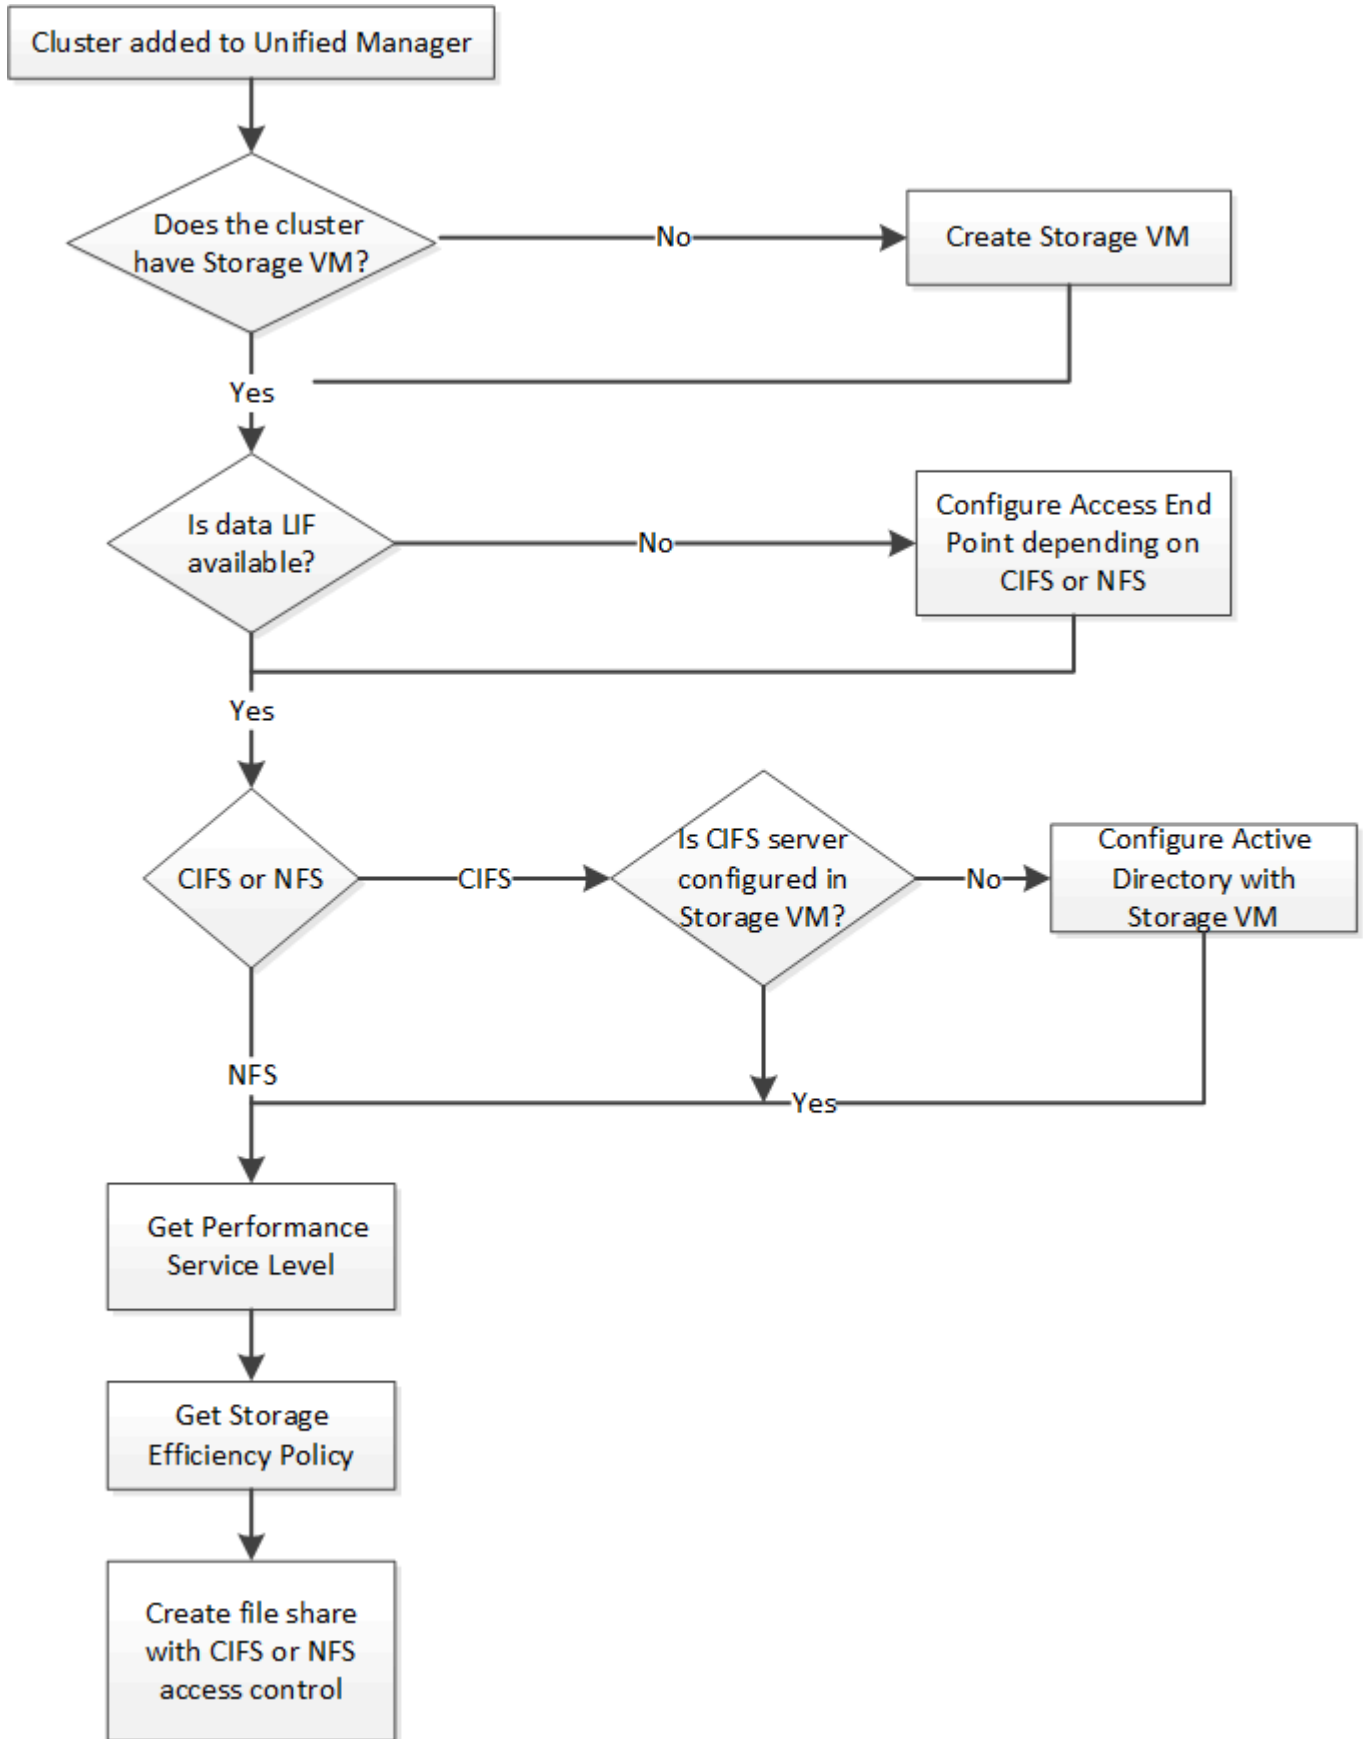 Cluster added to Unified Manager
Does the cluster
have Storage VM?
No
Create Storage VM
Yes
Is data LIF
available?
No
Configure Access End
Point depending on
CIFS or NFS
Yes
CIFS or NFS
CIFS
Is CIFS server
configured in
Storage VM?
No
Configure Active
Directory with
Storage VM
NFS
Yes
Get Performance
Service Level
Get Storage
Efficiency Policy
Create file share
with CIFS or NFS
access control